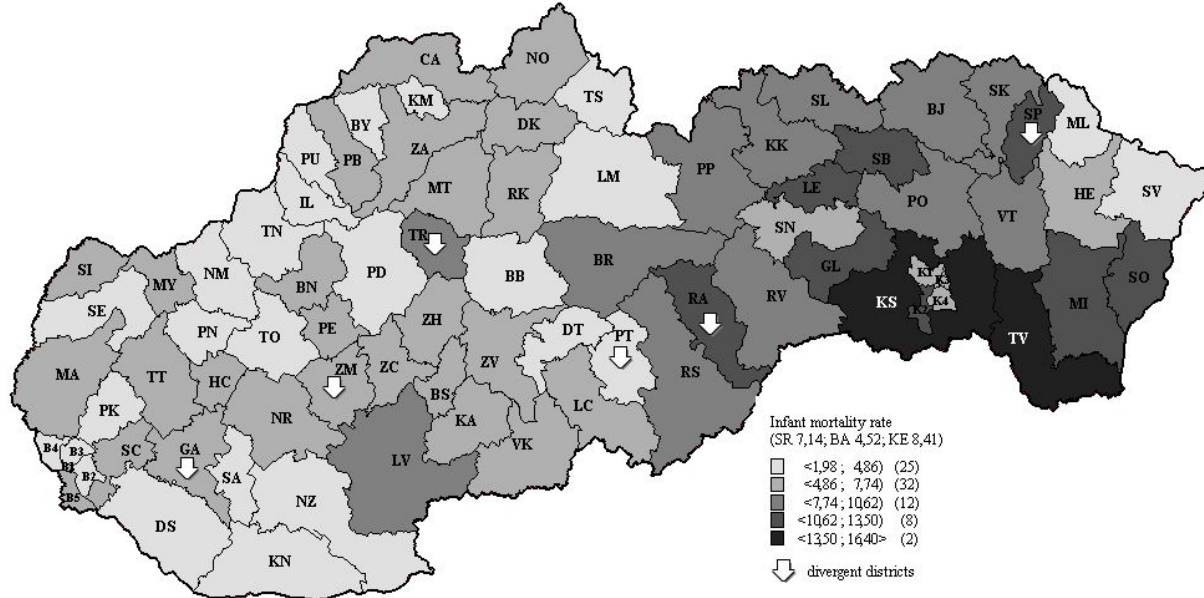 CA
NO
TS
KM
BY
DK
PU
PB
ZA
IL
MT
RK
LM
SL
BJ
SK
SP
ML
KK
PP
SB
LE
PO
VT
HE
SV
TN
TR
SN
SI
MY
NM
BN
PD
BB
BR
GL
SO
SE
PE
ZH
RA
RV
KS
K1
K3
K4
K2
MI
PN
TO
DT
PT
TV
MA
TT
HC
ZM
ZC
ZV
RS
PK
NR
BS
KA
LC
B4
B3
SC
GA
VK
B1
B2
SA
LV
B5
NZ
DS
KN
Infant mortality rate
(SR 7,14; BA 4,52; KE 8,41)
<1,98 ; 4,86) (25)
<4,86 ; 7,74) (32)
<7,74 ; 10,62) (12)
<10,62 ; 13,50) (8)
<13,50 ; 16,40> (2)
divergent districts